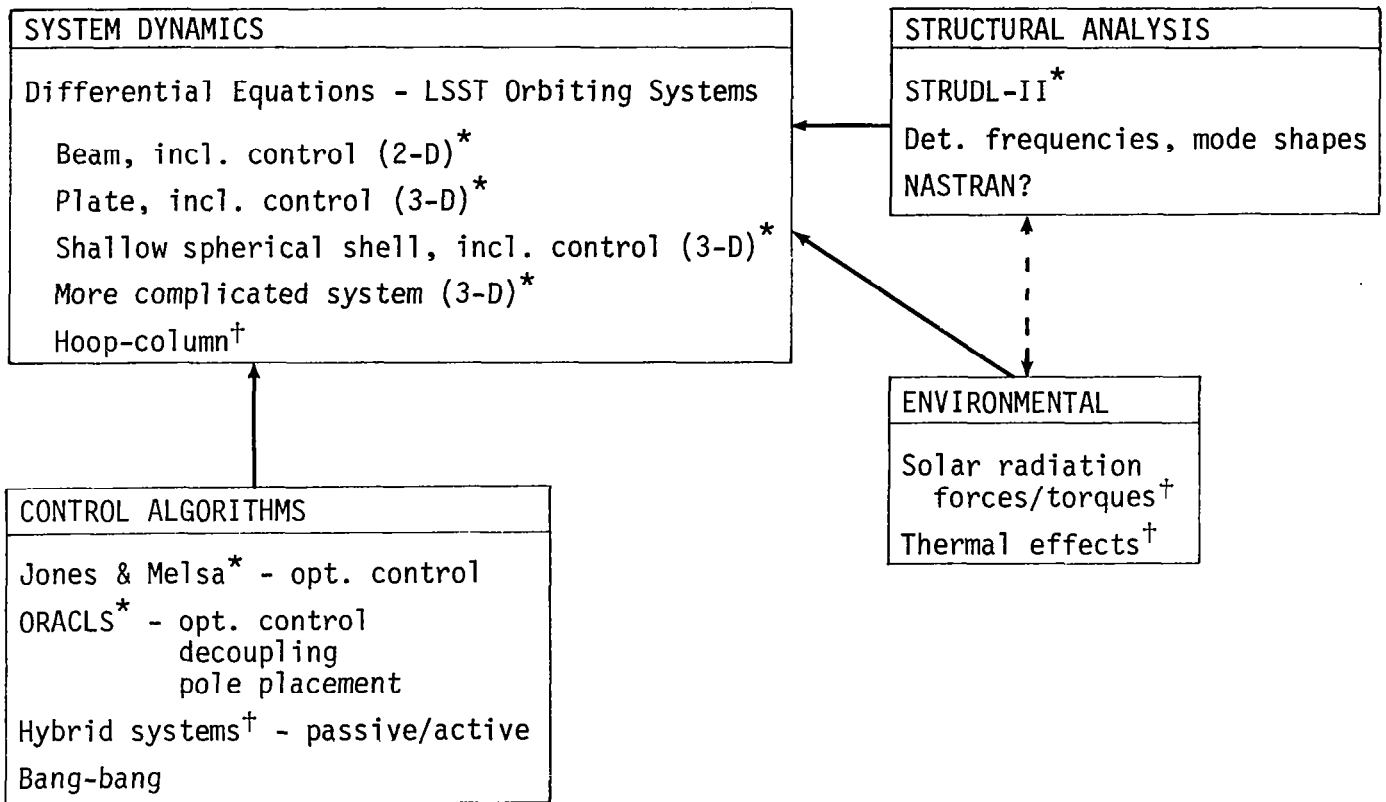 SYSTEM DYNAMICS
Differential Equations - LSST Orbiting Systems
Beam, incl. control (2-D)*
Plate, incl. control (3-D)*
Shallow spherical shell, incl. control (3-D)*
More complicated system (3-D)*
Hoop-column†
STRUCTURAL ANALYSIS
STRUDL-II*
Det. frequencies, mode shapes
NASTRAN?
ENVIRONMENTAL
Solar radiation
forces/torques†
Thermal effects†
CONTROL ALGORITHMS
Jones & Melsa* - opt. control
ORACLS* - opt. control
decoupling
pole placement
Hybrid systems† - passive/active
Bang-bang